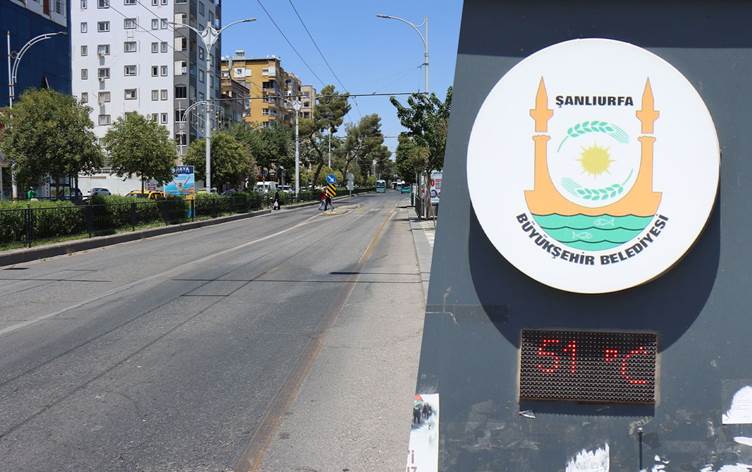 ŞANLIURFA
BÜYÜKŞEHİR BELEDİYESİ
51 °C